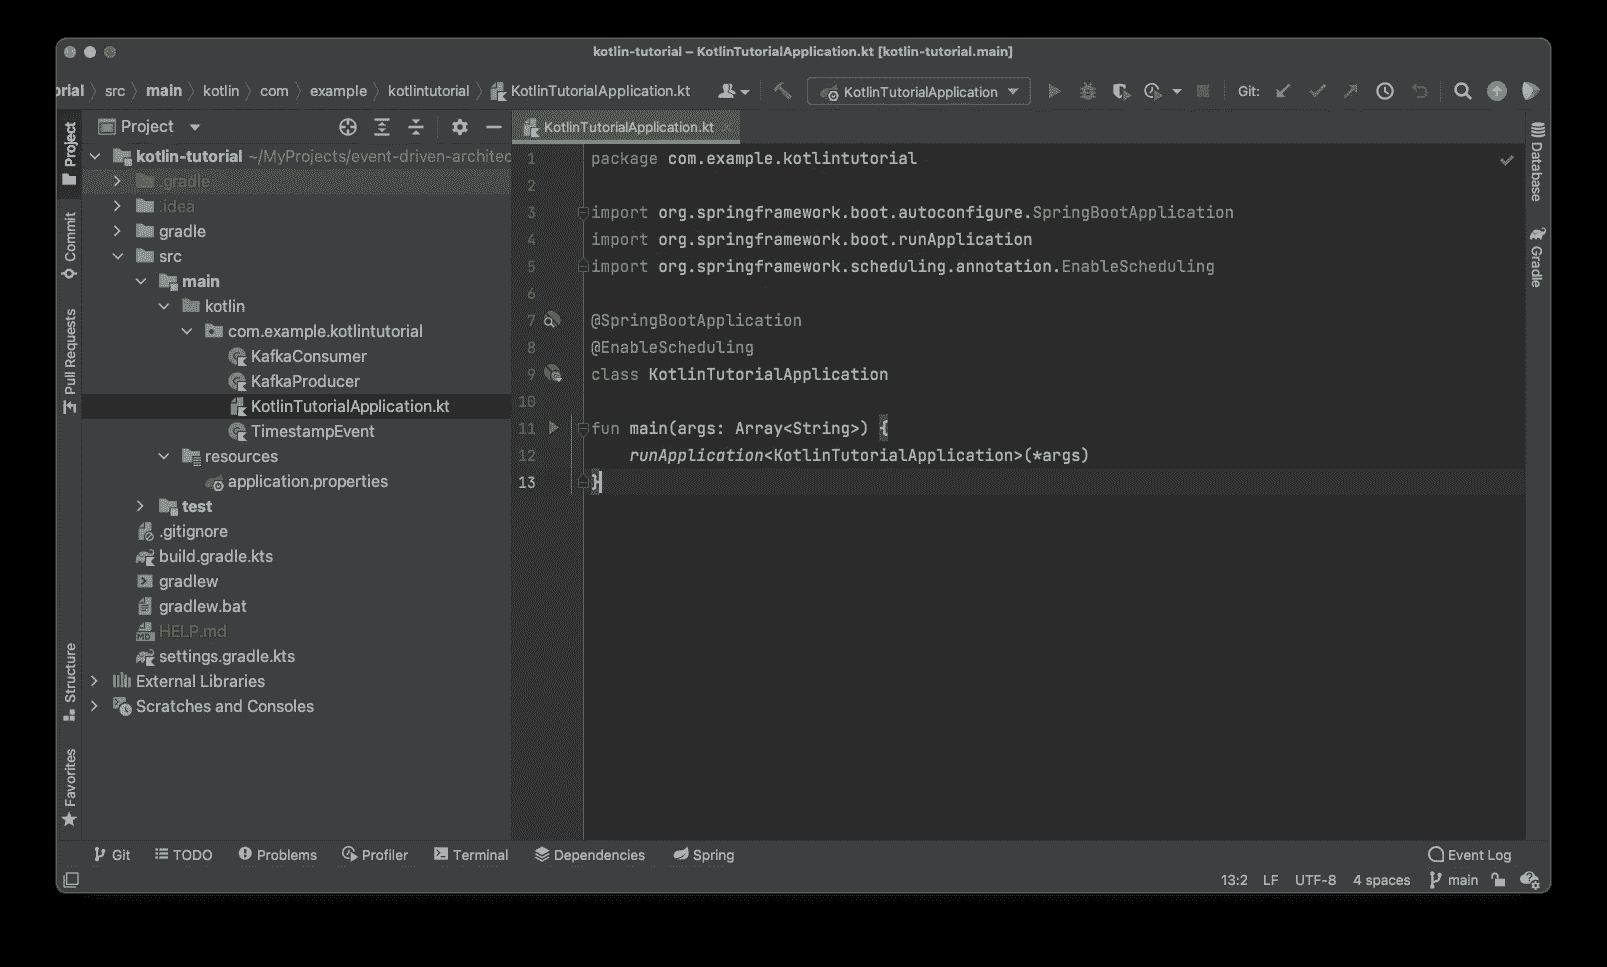 kotlin-tutorial – KotlinTutorialApplication.kt [kotlin-tutorial.main]
orial src main kotlin com example kotlintutorial KotlinTutorialApplication.kt KotlinTutorialApplication Git:
Project
KotlinTutorialApplication.kt
Project
Commit
Pull Requests
Structure
Favorites
kotlin-tutorial ~/MyProjects/event-driven-architec
.gradle
.idea
gradle
src
main
kotlin
com.example.kotlintutorial
KafkaConsumer
KafkaProducer
KotlinTutorialApplication.kt
TimestampEvent
resources
application.properties
test
.gitignore
build.gradle.kts
gradlew
gradlew.bat
MD HELP.md
settings.gradle.kts
External Libraries
Scratches and Consoles
1 package com.example.kotlintutorial
2
3 import org.springframework.boot.autoconfigure.SpringBootApplication
4 import org.springframework.boot.runApplication
5 import org.springframework.scheduling.annotation.EnableScheduling
6
7 @SpringBootApplication
8 @EnableScheduling
9 class KotlinTutorialApplication
10
11 fun main(args: Array<String>) {
12 runApplication<KotlinTutorialApplication>(*args)
13 }
Database
Gradle
Git TODO Problems Profiler Terminal Dependencies Spring Event Log
13:2 LF UTF-8 4 spaces main